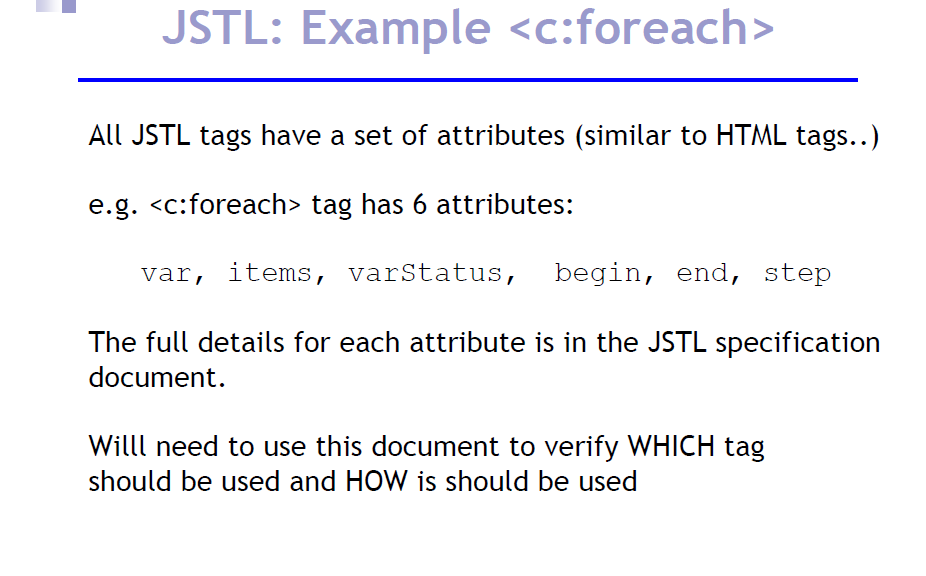 JSTL: Example <c:foreach>
All JSTL tags have a set of attributes (similar to HTML tags..)
e.g. <c:foreach> tag has 6 attributes:
var, items, varStatus, begin, end, step
The full details for each attribute is in the JSTL specification
document.
Willl need to use this document to verify WHICH tag
should be used and HOW is should be used